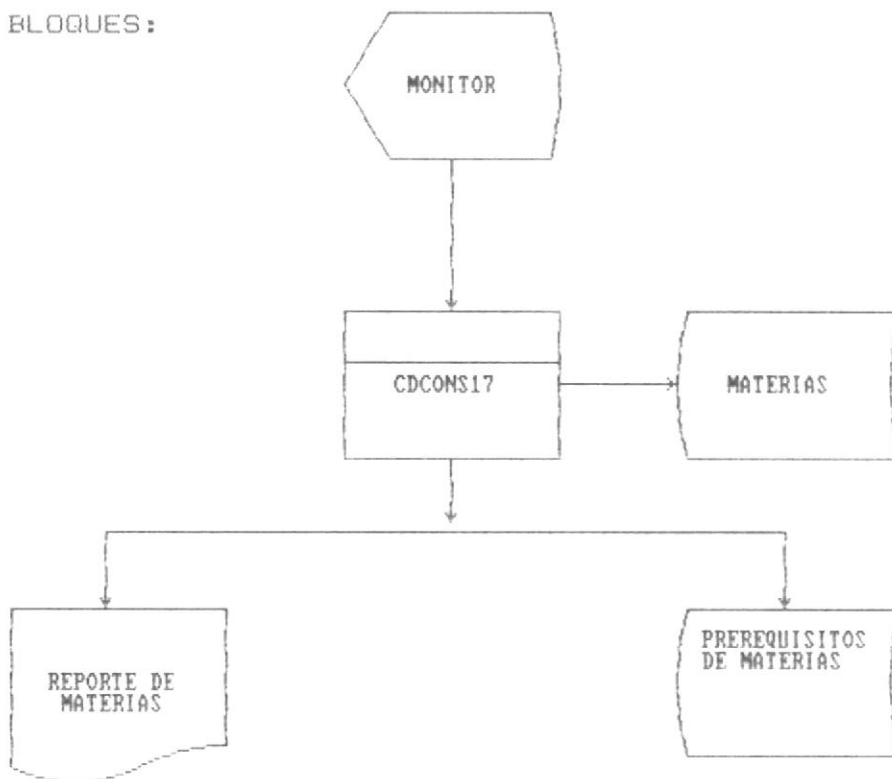 BLOQUES:
MONITOR
CDCONS17
MATERIAS
REPORTE DE
MATERIAS
PREREQUISITOS
DE MATERIAS